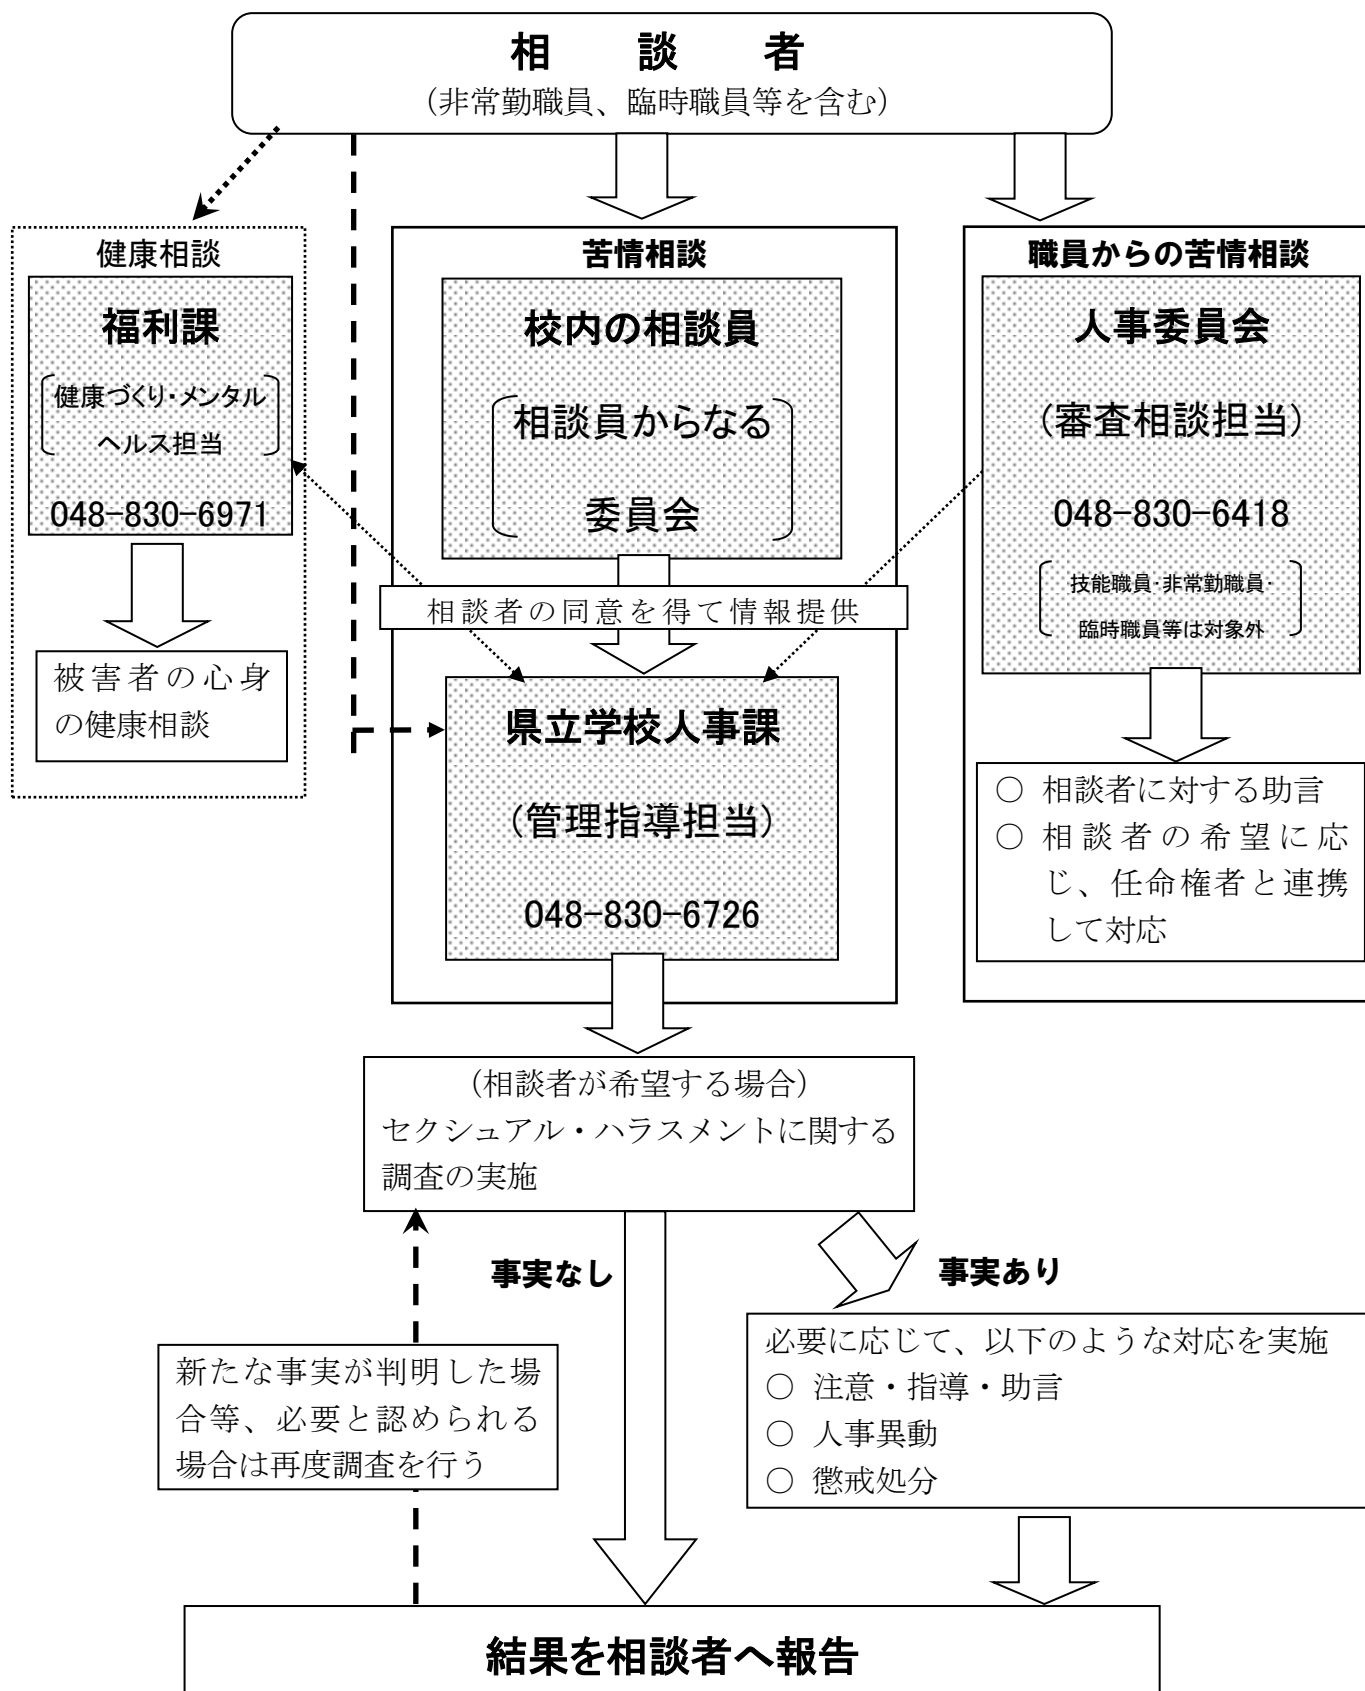 相　談　者
（非常勤職員、臨時職員等を含む）
健康相談
福利課
健康づくり・メンタル
ヘルス担当
048-830-6971
被害者の心身
の健康相談
苦情相談
校内の相談員
相談員からなる
委員会
相談者の同意を得て情報提供
県立学校人事課
（管理指導担当）
048-830-6726
職員からの苦情相談
人事委員会
（審査相談担当）
048-830-6418
技能職員・非常勤職員・
臨時職員等は対象外
○ 相談者に対する助言
○ 相談者の希望に応
じ、任命権者と連携
して対応
（相談者が希望する場合）
セクシュアル・ハラスメントに関する
調査の実施
事実なし
事実あり
新たな事実が判明した場
合等、必要と認められる
場合は再度調査を行う
必要に応じて、以下のような対応を実施
○ 注意・指導・助言
○ 人事異動
○ 懲戒処分
結果を相談者へ報告